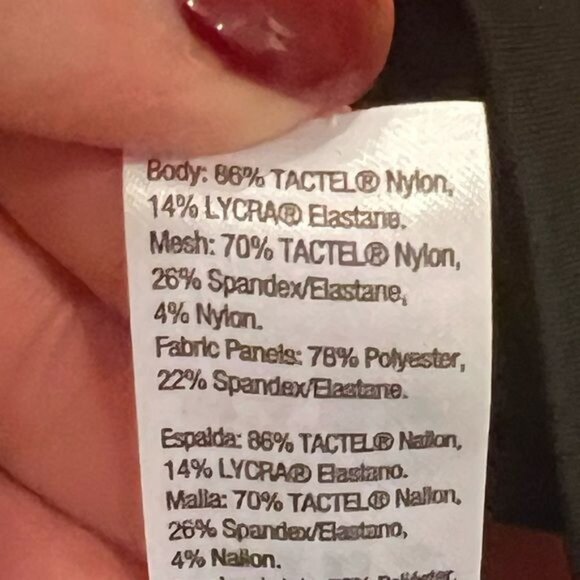 Body: 86% TACTEL® Nylon,
14% LYCRA® Elastane.
Mesh: 70% TACTEL® Nylon,
26% Spandex/Elastane,
4% Nylon.
Fabric Panels: 78% Polyester,
22% Spandex/Elastane.
Espalda: 86% TACTEL® Nailon,
14% LYCRA® Elastano.
Malla: 70% TACTEL® Nailon,
26% Spandex/Elastano,
4% Nailon.